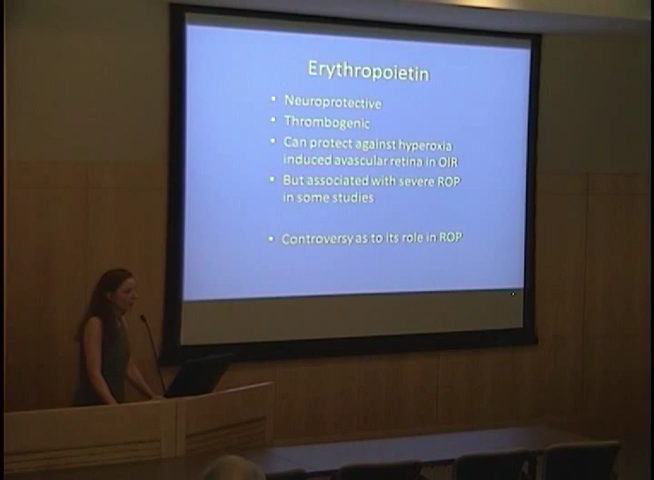 Erythropoietin
• Neuroprotective
• Thrombogenic
• Can protect against hyperoxia
induced avascular retina in OIR
• But associated with severe ROP
in some studies
• Controversy as to its role in ROP